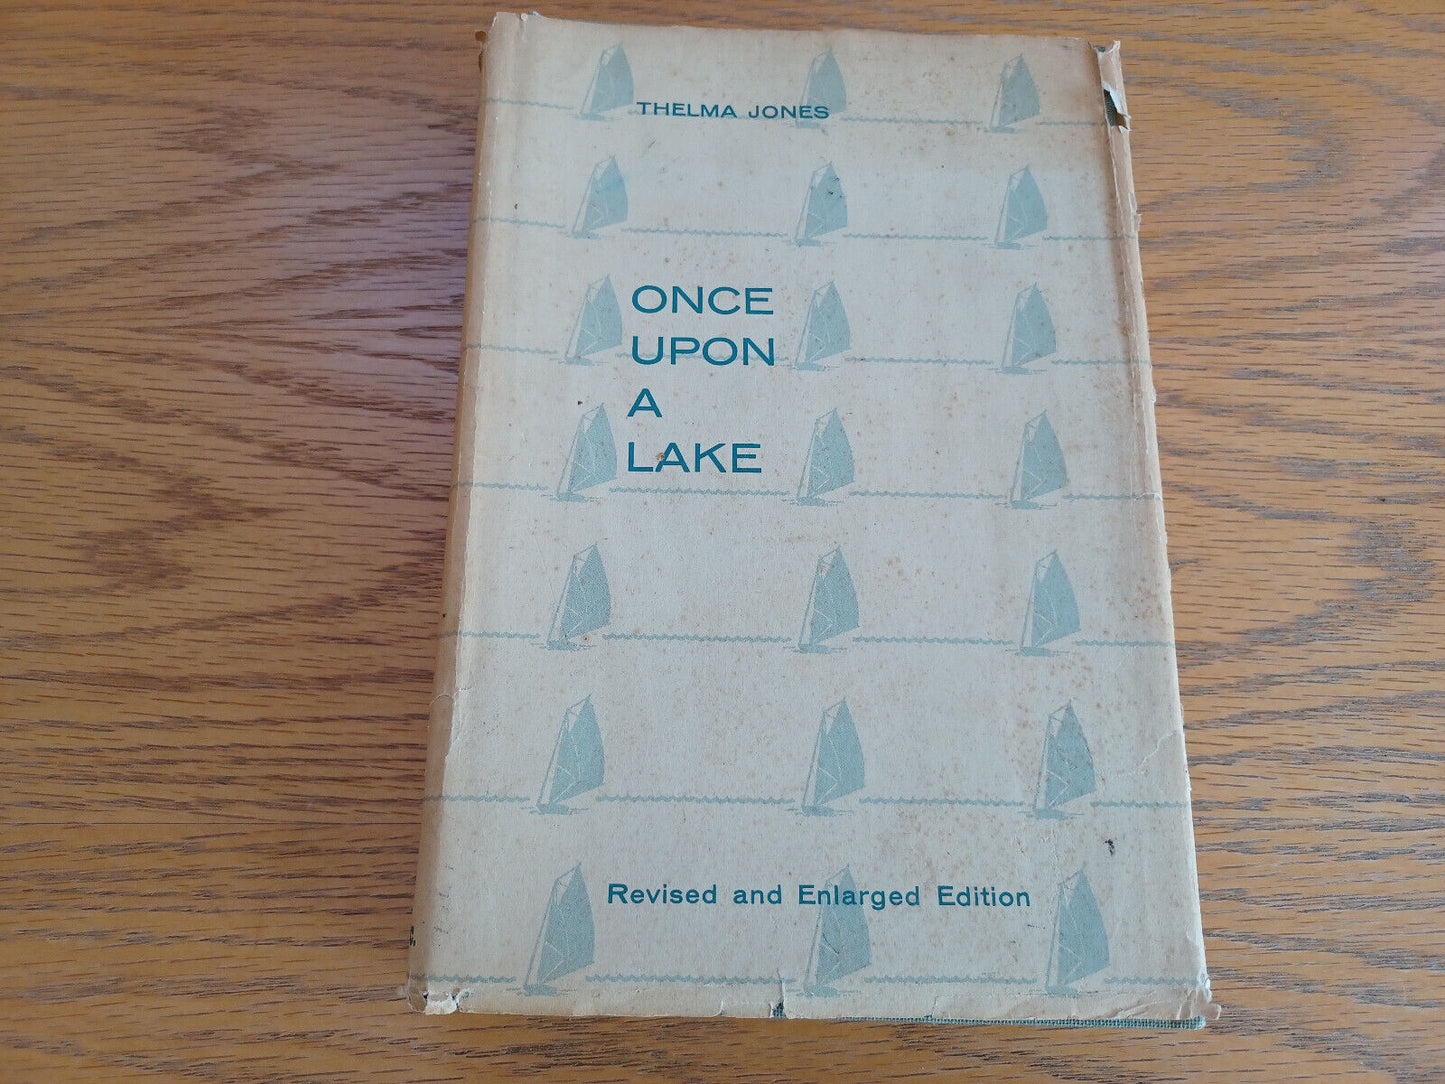 THELMA JONES
ONCE
UPON
A
LAKE
Revised and Enlarged Edition